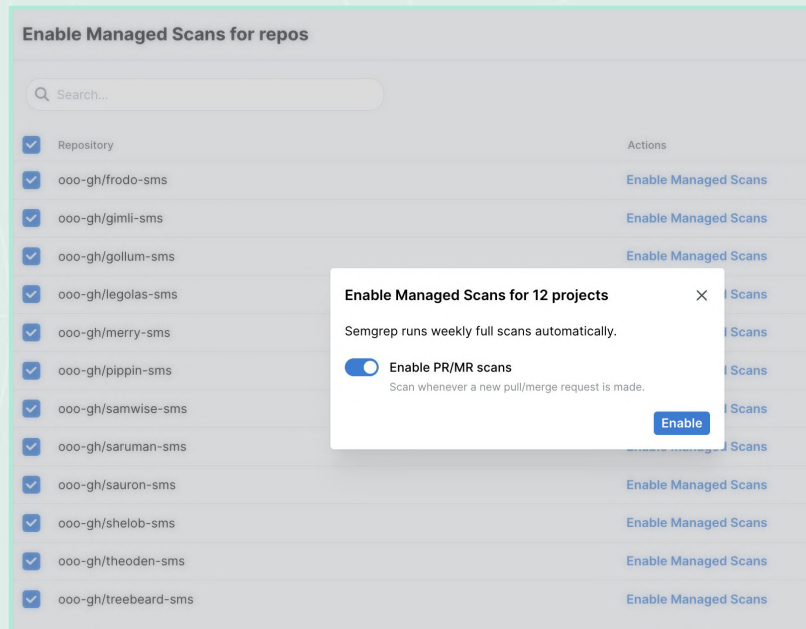 Enable Managed Scans for repos
Search...
Repository Actions
ooo-gh/frodo-sms Enable Managed Scans
ooo-gh/gimli-sms Enable Managed Scans
ooo-gh/gollum-sms Enable Managed Scans
ooo-gh/legolas-sms Scans
Enable Managed Scans for 12 projects
ooo-gh/merry-sms Scans
Semgrep runs weekly full scans automatically.
ooo-gh/pippin-sms Scans
Enable PR/MR scans
Scan whenever a new pull/merge request is made.
ooo-gh/samwise-sms Scans
Enable
ooo-gh/saruman-sms Scans
ooo-gh/sauron-sms Enable Managed Scans
ooo-gh/shelob-sms Enable Managed Scans
ooo-gh/theoden-sms Enable Managed Scans
ooo-gh/treebeard-sms Enable Managed Scans